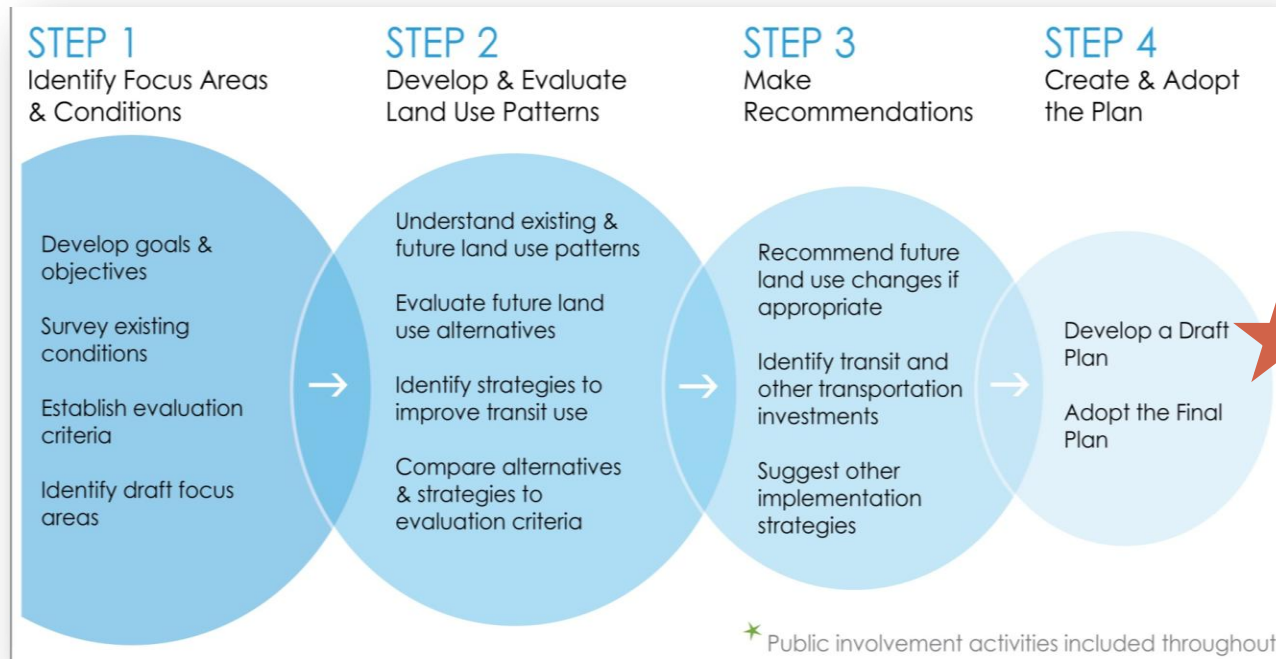 STEP 1
Identify Focus Areas
& Conditions
Develop goals &
objectives
Survey existing
conditions
Establish evaluation
criteria
Identify draft focus
areas
STEP 2
Develop & Evaluate
Land Use Patterns
Understand existing &
future land use patterns
Evaluate future land
use alternatives
Identify strategies to
improve transit use
Compare alternatives
& strategies to
evaluation criteria
STEP 3
Make
Recommendations
Recommend future
land use changes if
appropriate
Identify transit and
other transportation
investments
Suggest other
implementation
strategies
STEP 4
Create & Adopt
the Plan
Develop a Draft
Plan
Adopt the Final
Plan
Public involvement activities included throughout